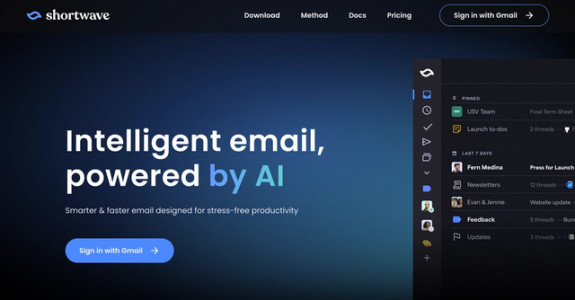 shortwave
Download Method Docs Pricing Sign in with Gmail
Intelligent email,
powered by AI
Smarter & faster email designed for stress-free productivity
Sign in with Gmail
PINNED
USV Team Final Term Sheet
Launch to-dos 2 threads
LAST 7 DAYS
Fern Medina Press for Launch
Newsletters 12 threads
Evan & Jennie Website update
Feedback 5 threads
Updates 3 threads